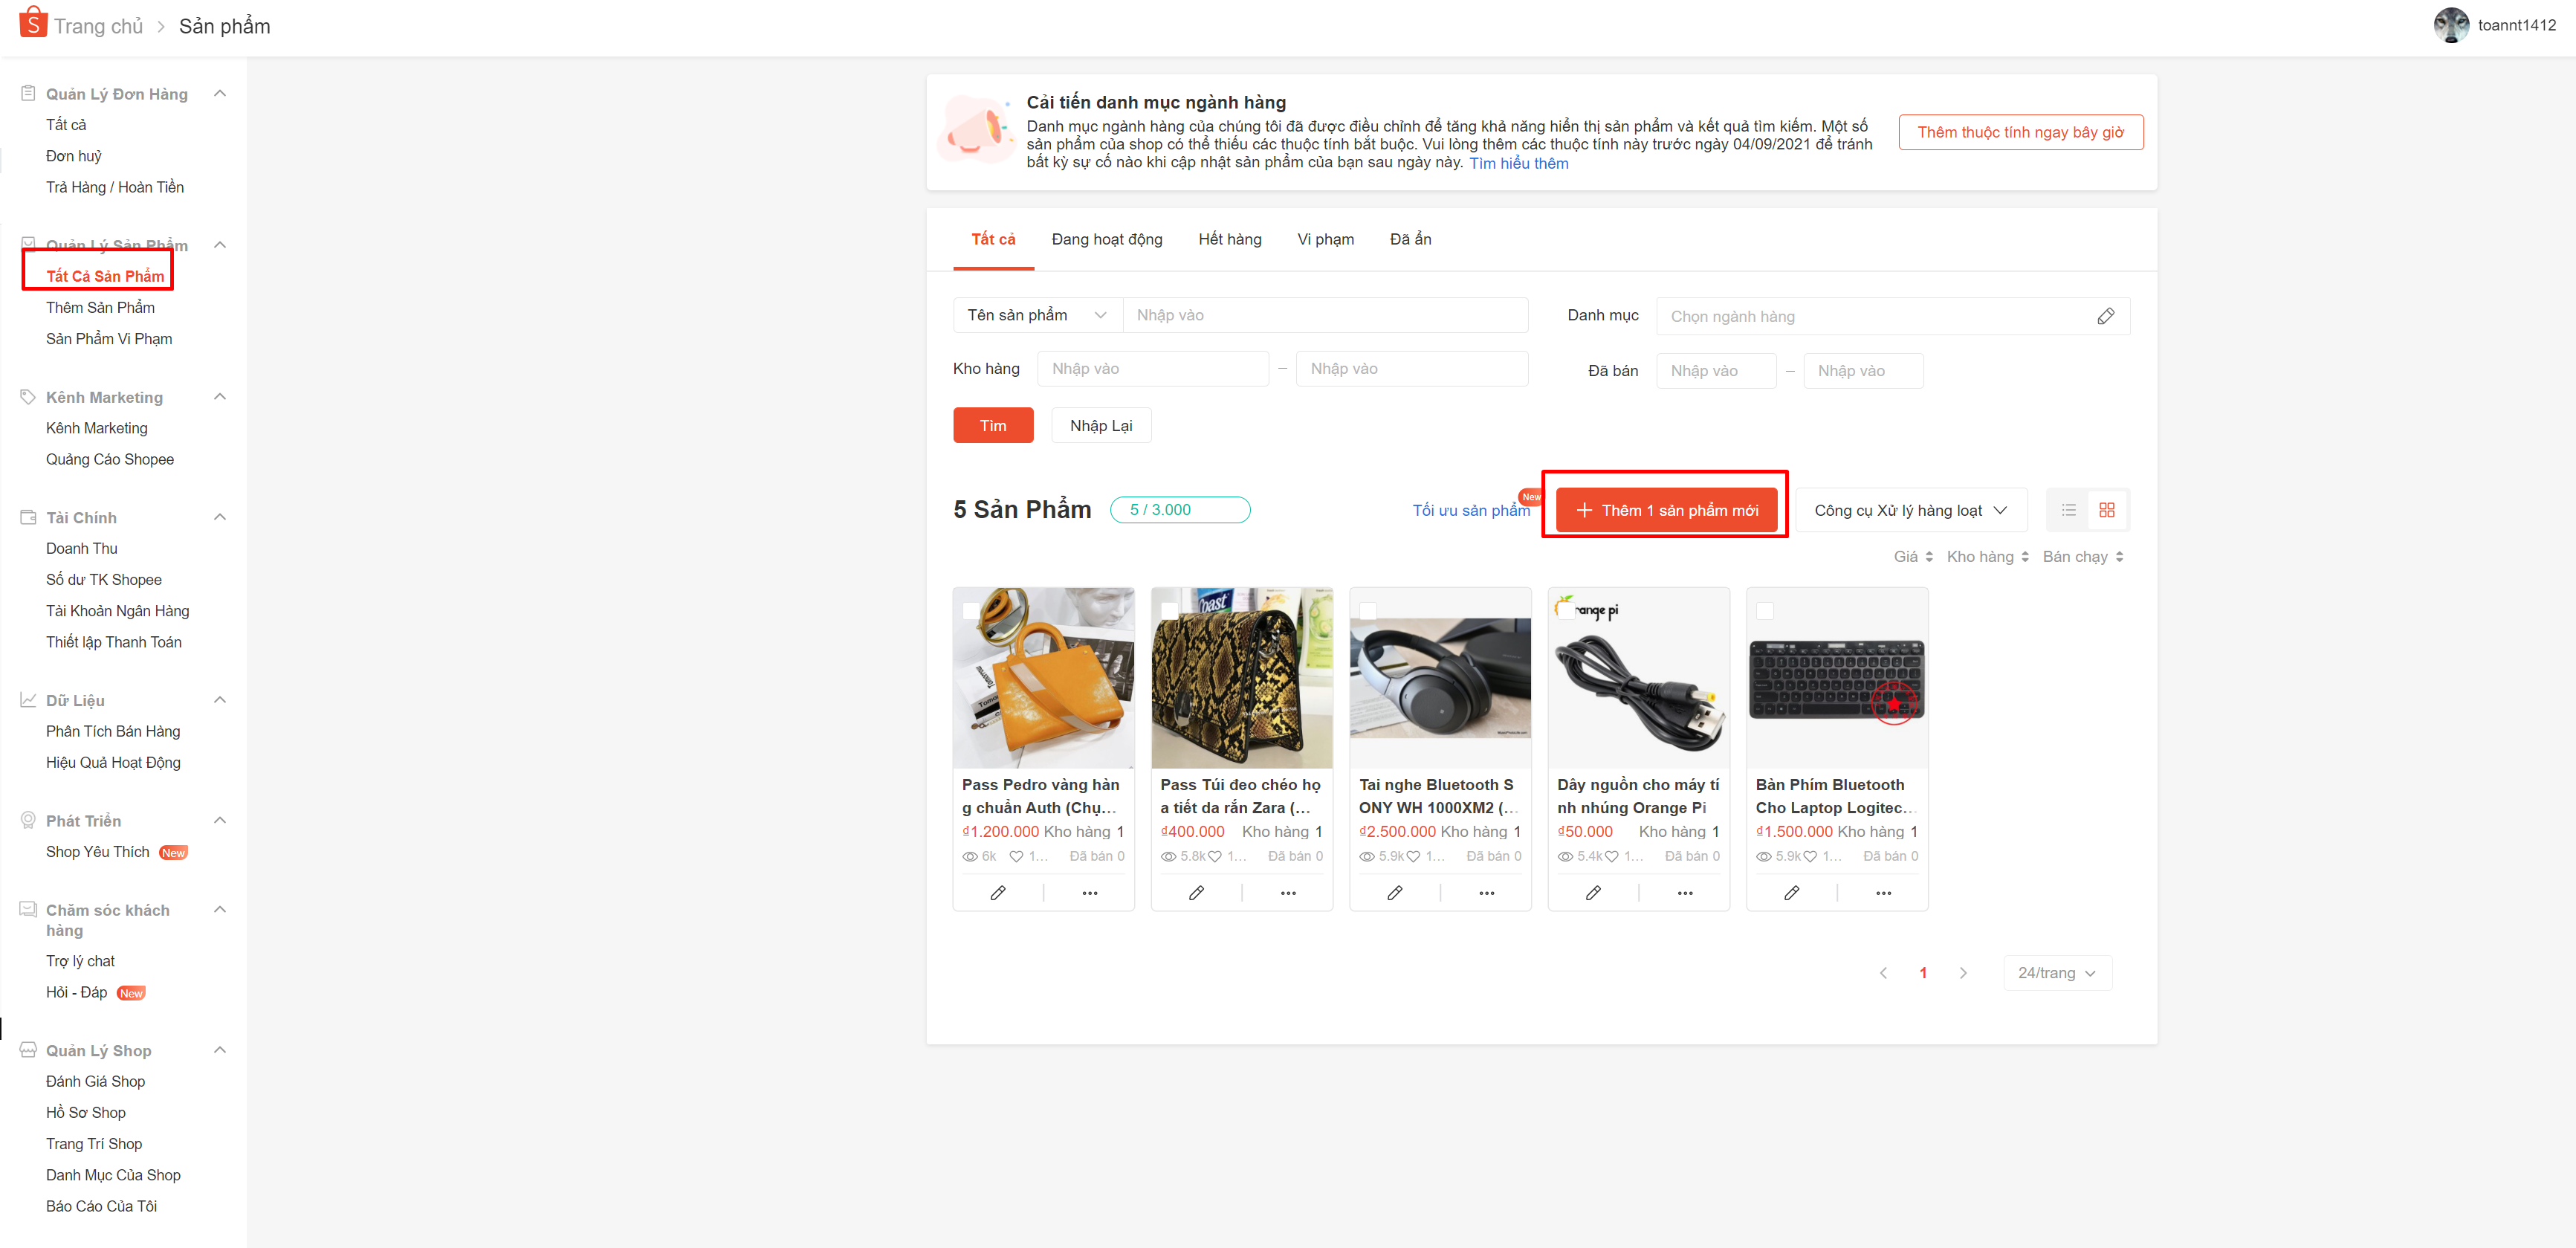 Trang chủ > Sản phẩm
toannt1412
Quản Lý Đơn Hàng
Tất cả
Đơn huỷ
Trả Hàng / Hoàn Tiền
Quản Lý Sản Phẩm
Tất Cả Sản Phẩm
Thêm Sản Phẩm
Sản Phẩm Vi Phạm
Kênh Marketing
Kênh Marketing
Quảng Cáo Shopee
Tài Chính
Doanh Thu
Số dư TK Shopee
Tài Khoản Ngân Hàng
Thiết lập Thanh Toán
Dữ Liệu
Phân Tích Bán Hàng
Hiệu Quả Hoạt Động
Phát Triển
Shop Yêu Thích New
Chăm sóc khách
hàng
Trợ lý chat
Hỏi - Đáp New
Quản Lý Shop
Đánh Giá Shop
Hồ Sơ Shop
Trang Trí Shop
Danh Mục Của Shop
Báo Cáo Của Tôi
Cải tiến danh mục ngành hàng
Danh mục ngành hàng của chúng tôi đã được điều chỉnh để tăng khả năng hiển thị sản phẩm và kết quả tìm kiếm. Một số
sản phẩm của shop có thể thiếu các thuộc tính bắt buộc. Vui lòng thêm các thuộc tính này trước ngày 04/09/2021 để tránh
bất kỳ sự cố nào khi cập nhật sản phẩm của bạn sau ngày này. Tìm hiểu thêm
Thêm thuộc tính ngay bây giờ
Tất cả Đang hoạt động Hết hàng Vi phạm Đã ẩn
Tên sản phẩm Nhập vào Danh mục Chọn ngành hàng
Kho hàng Nhập vào – Nhập vào Đã bán Nhập vào – Nhập vào
Tìm Nhập Lại
5 Sản Phẩm 5 / 3.000 Tối ưu sản phẩm New + Thêm 1 sản phẩm mới Công cụ Xử lý hàng loạt
Giá Kho hàng Bán chạy
Coast
Orange pi
Pass Pedro vàng hàn
g chuẩn Auth (Chụ...
₫1.200.000 Kho hàng 1
6k 1... Đã bán 0
Pass Túi đeo chéo họ
a tiết da rắn Zara (...
₫400.000 Kho hàng 1
5.8k 1... Đã bán 0
Tai nghe Bluetooth S
ONY WH 1000XM2 (...
₫2.500.000 Kho hàng 1
5.9k 1... Đã bán 0
Dây nguồn cho máy tí
nh nhúng Orange Pi
₫50.000 Kho hàng 1
5.4k 1... Đã bán 0
Bàn Phím Bluetooth
Cho Laptop Logitec...
₫1.500.000 Kho hàng 1
5.9k 1... Đã bán 0
1 24/trang